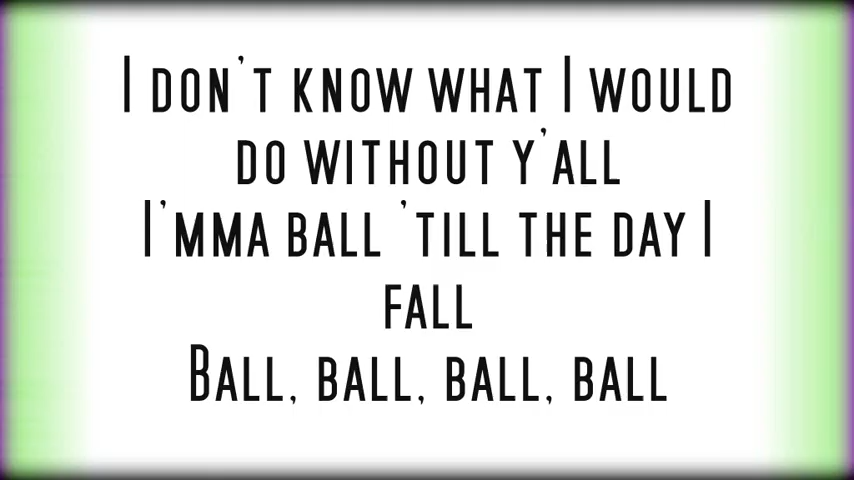 I don't know what I would
do without y'all
I'mma ball 'till the day I
fall
Ball, ball, ball, ball